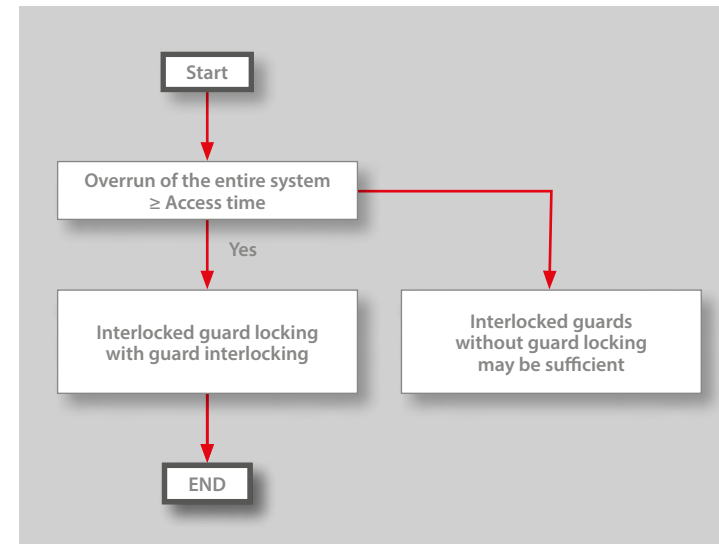 Start
Overrun of the entire system
≥ Access time
Yes
Interlocked guard locking
with guard interlocking
Interlocked guards
without guard locking
may be sufficient
END